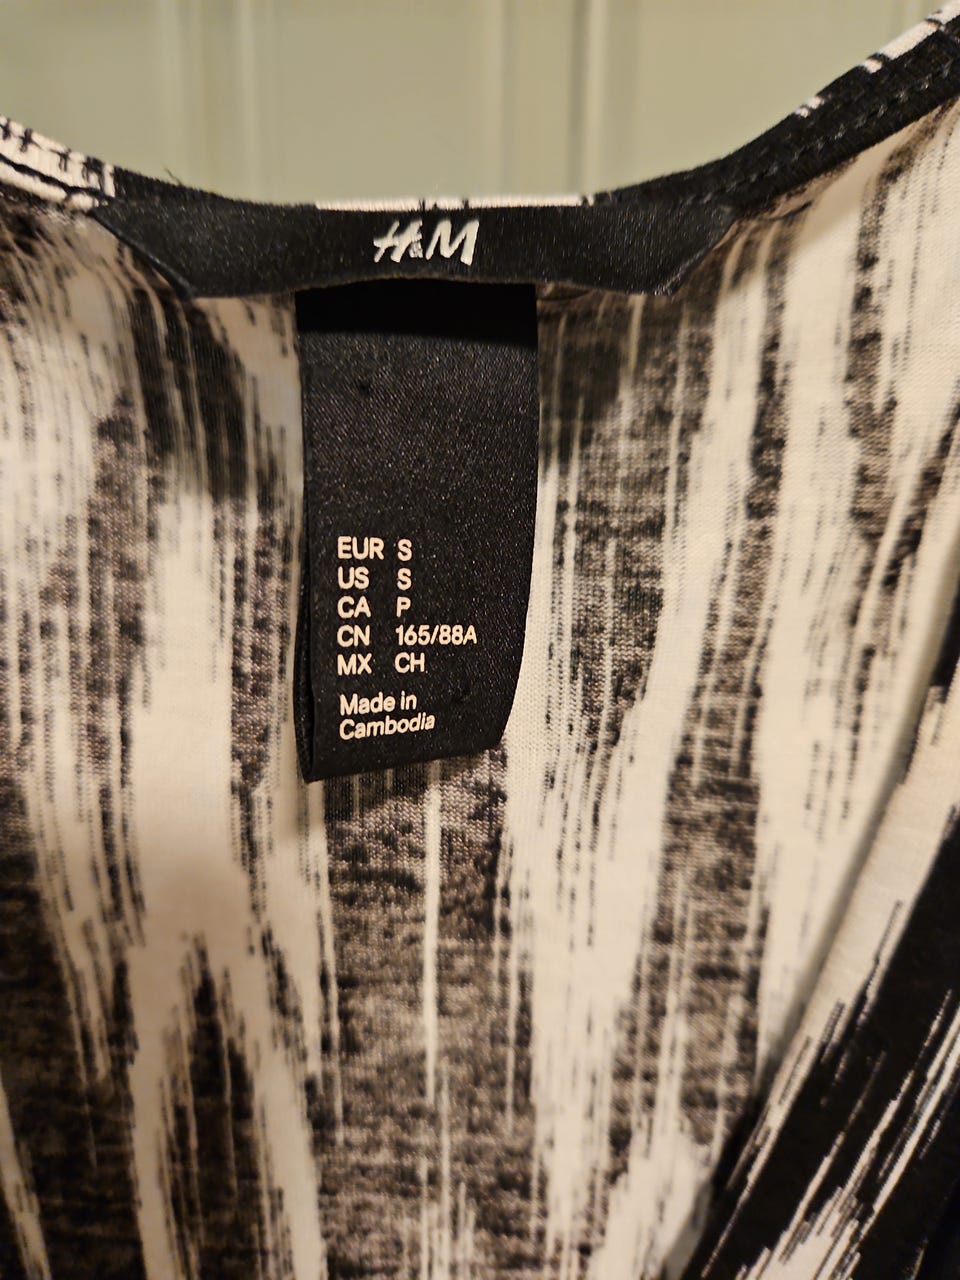 H&M
EUR S
US S
CA P
CN 165/88A
MX CH
Made in
Cambodia